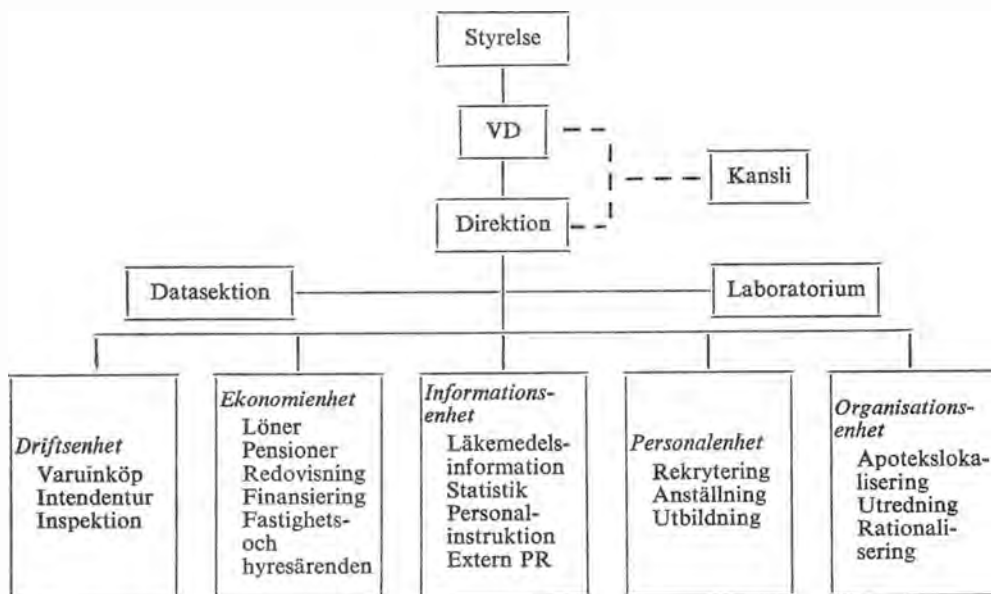 Styrelse
VD
Kansli
Direktion
Datasektion
Laboratorium
Driftsenhet
Varuinköp
Intendentur
Inspektion
Ekonomienhet
Löner
Pensioner
Redovisning
Finansiering
Fastighets-
och
hyresärenden
Informations-
enhet
Läkemedels-
information
Statistik
Personal-
instruktion
Extern PR
Personalenhet
Rekrytering
Anställning
Utbildning
Organisations-
enhet
Apoteksloka-
lisering
Utredning
Rationali-
sering